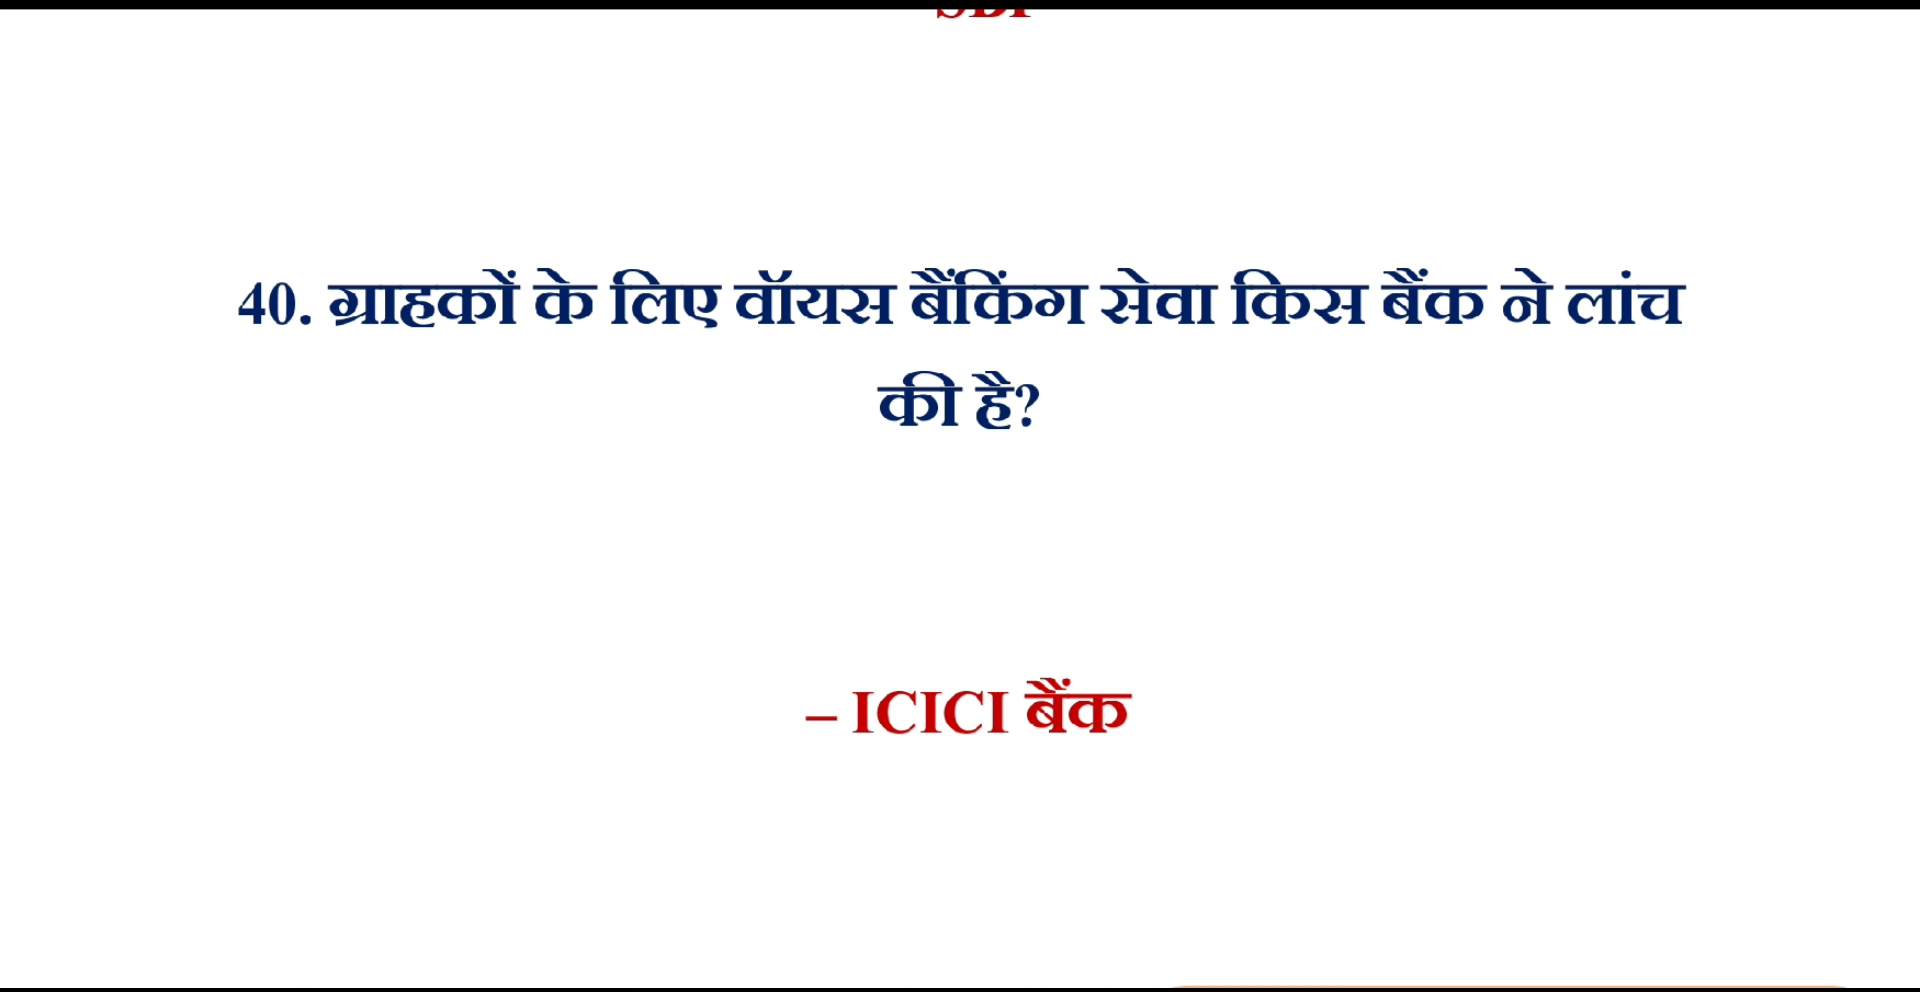 40. ग्राहकों के लिए वॉयस बैंकिंग सेवा किस बैंक ने लांच
की है?
– ICICI बैंक